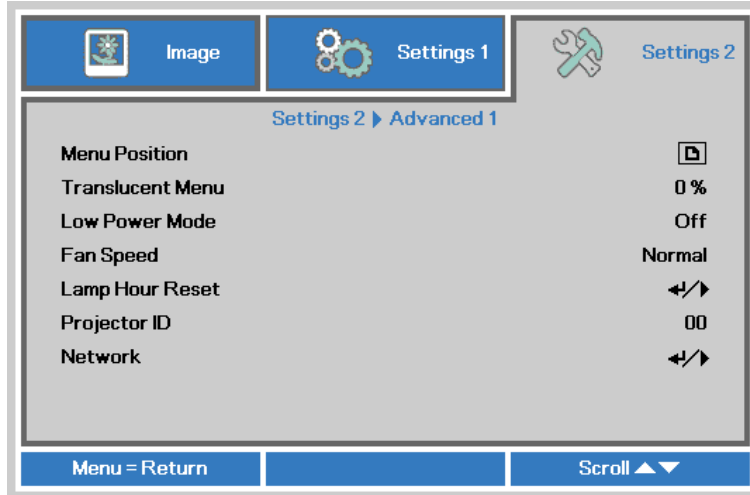 Image
Settings 1
Settings 2
Settings 2 Advanced 1
Menu Position
Translucent Menu 0 %
Low Power Mode Off
Fan Speed Normal
Lamp Hour Reset
Projector ID 00
Network
Menu = Return
Scroll